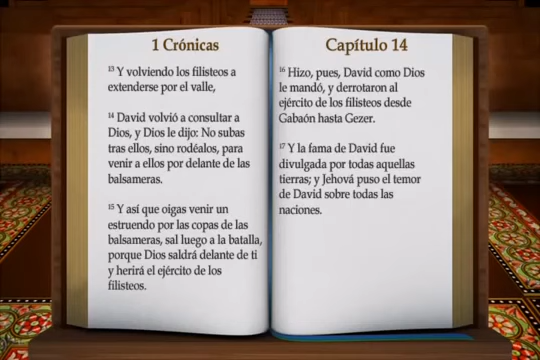 1 Crónicas
13 Y volviendo los filisteos a
extenderse por el valle,
14 David volvió a consultar a
Dios, y Dios le dijo: No subas
tras ellos, sino rodéalos, para
venir a ellos por delante de las
balsameras.
15 Y así que oigas venir un
estruendo por las copas de las
balsameras, sal luego a la batalla,
porque Dios saldrá delante de ti
y herirá el ejército de los
filisteos.
Capítulo 14
16 Hizo, pues, David como Dios
le mandó, y derrotaron al
ejército de los filisteos desde
Gabaón hasta Gezer.
17 Y la fama de David fue
divulgada por todas aquellas
tierras; y Jehová puso el temor
de David sobre todas las
naciones.